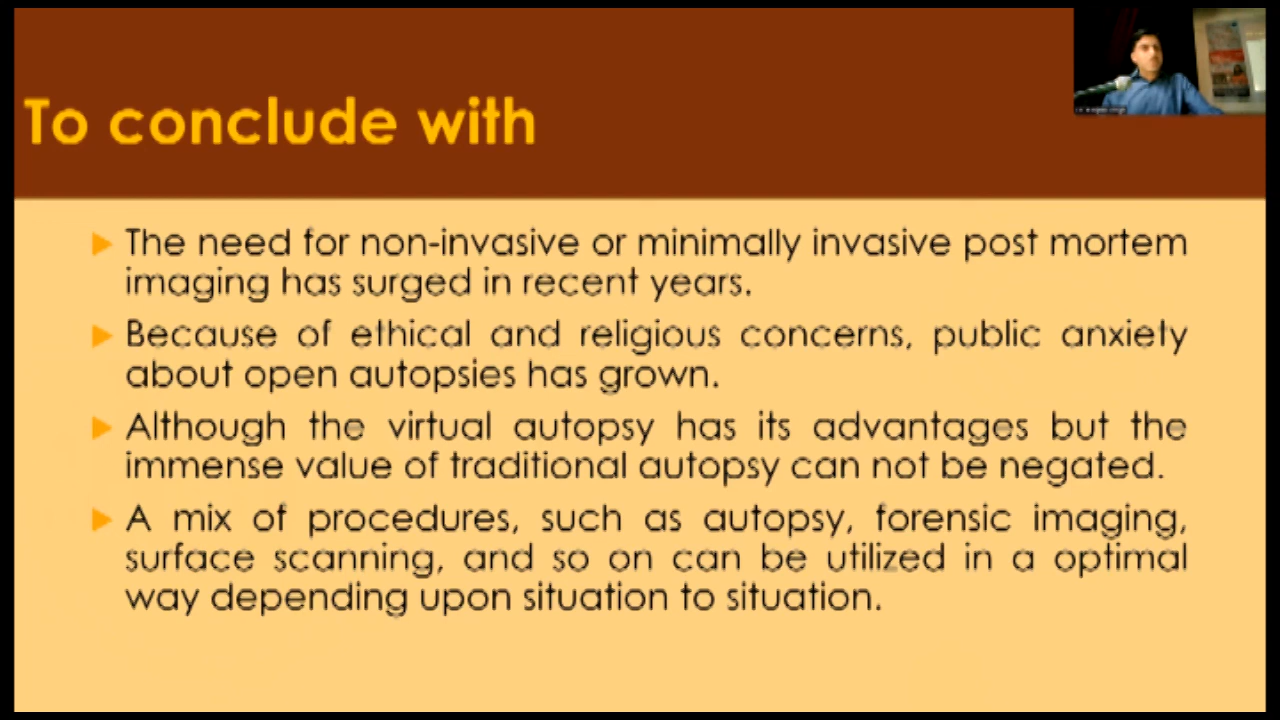 To conclude with
The need for non-invasive or minimally invasive post mortem
imaging has surged in recent years.
Because of ethical and religious concerns, public anxiety
about open autopsies has grown.
Although the virtual autopsy has its advantages but the
immense value of traditional autopsy can not be negated.
A mix of procedures, such as autopsy, forensic imaging,
surface scanning, and so on can be utilized in a optimal
way depending upon situation to situation.